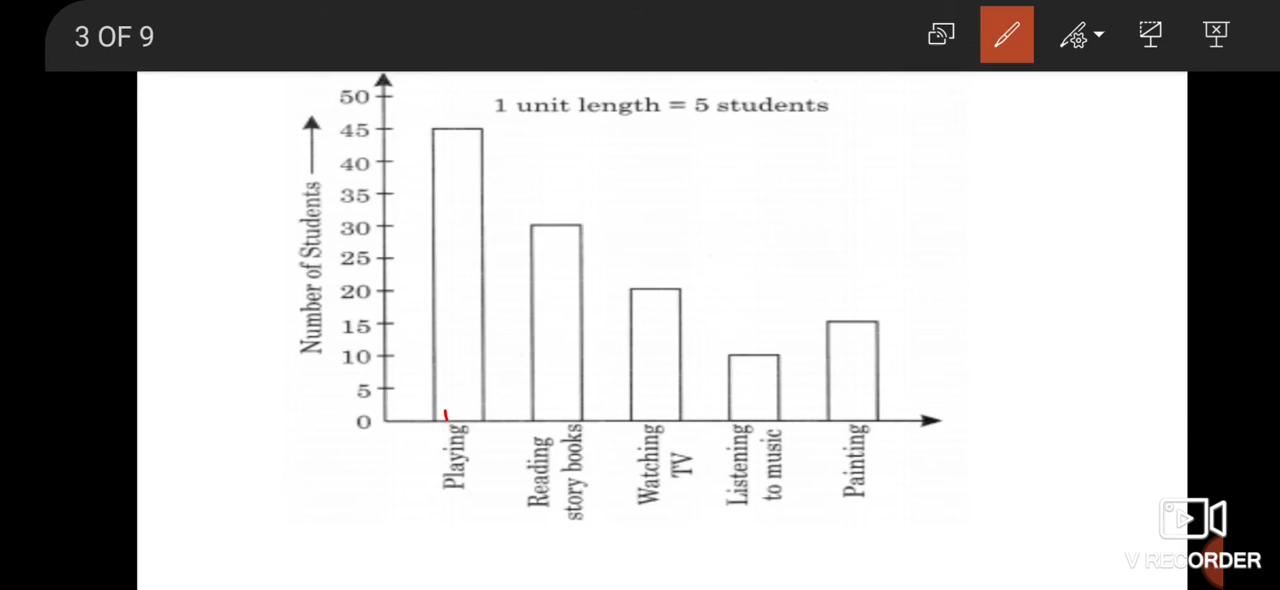 3 OF 9
1 unit length = 5 students
Number of Students
50
45
40
35
30
25
20
15
10
5
0
Playing
Reading
story books
Watching
TV
Listening
to music
Painting
V RECORDER